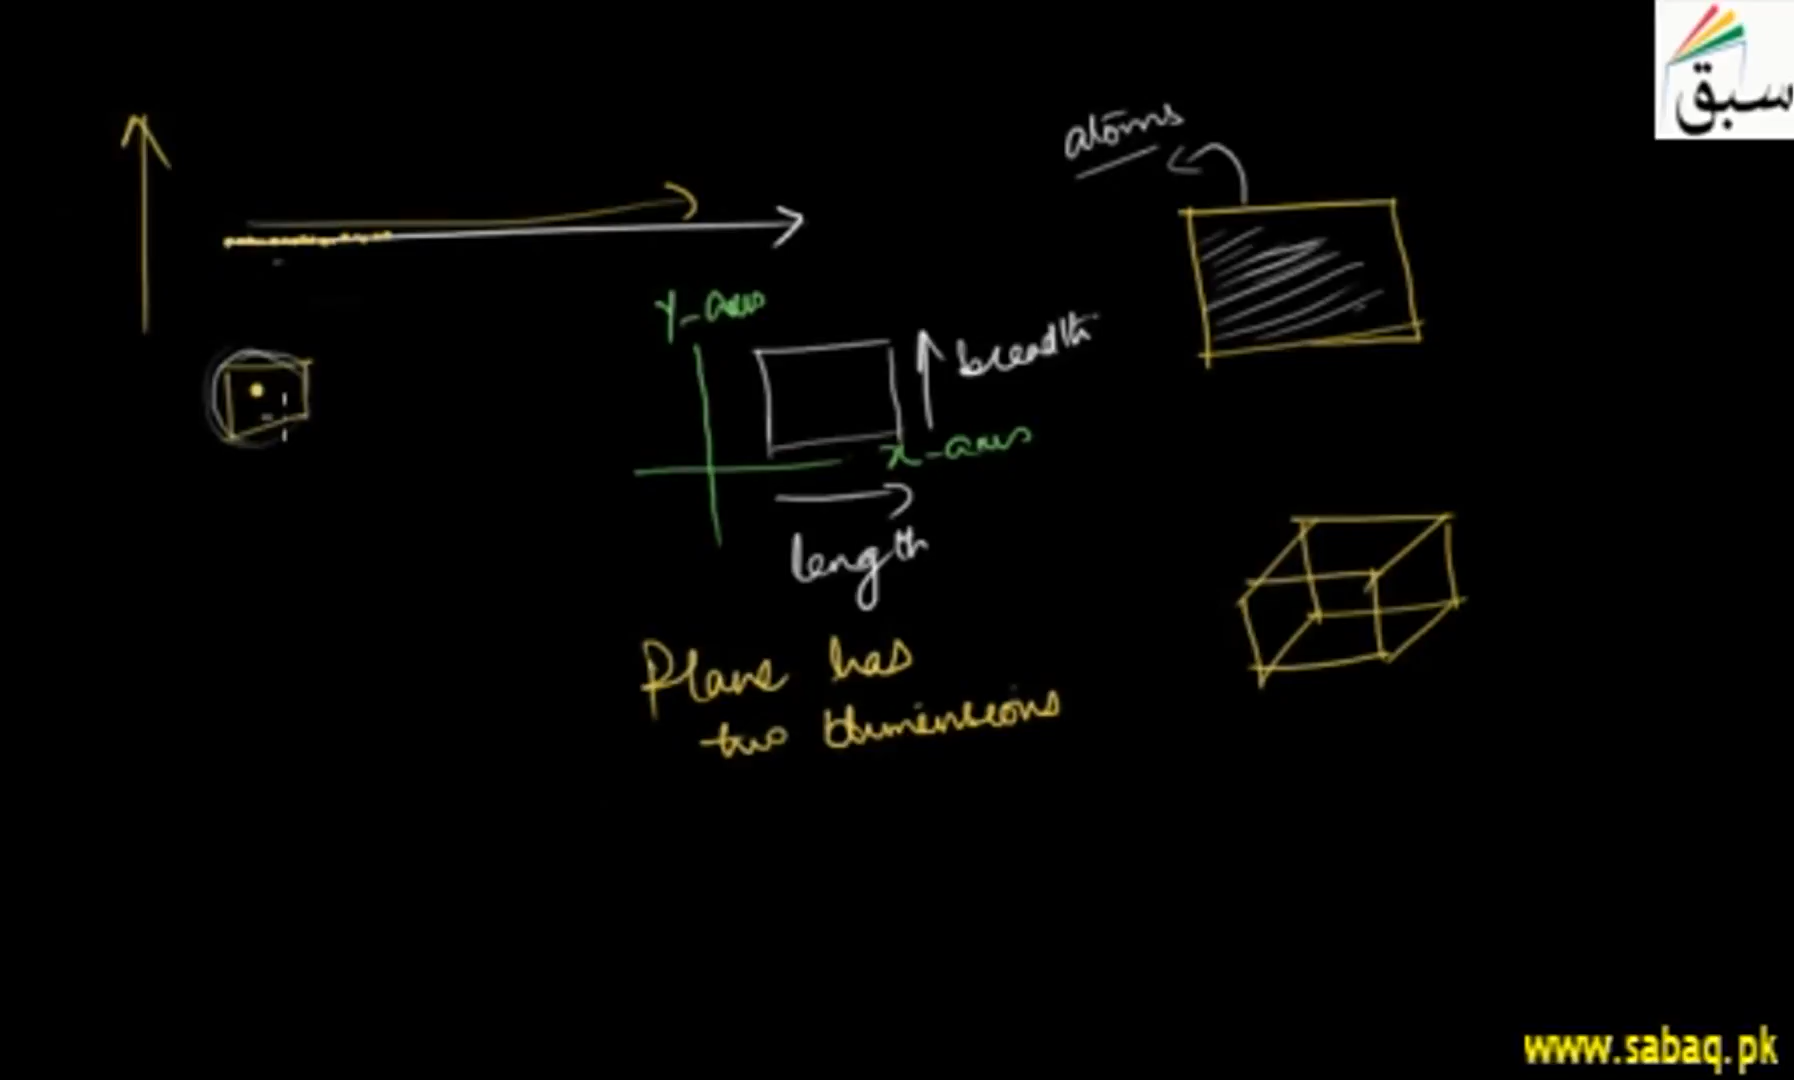 سبق
atoms
Y-axis
breadth
x-axis
length
Plane has
two dimensions
www.sabaq.pk